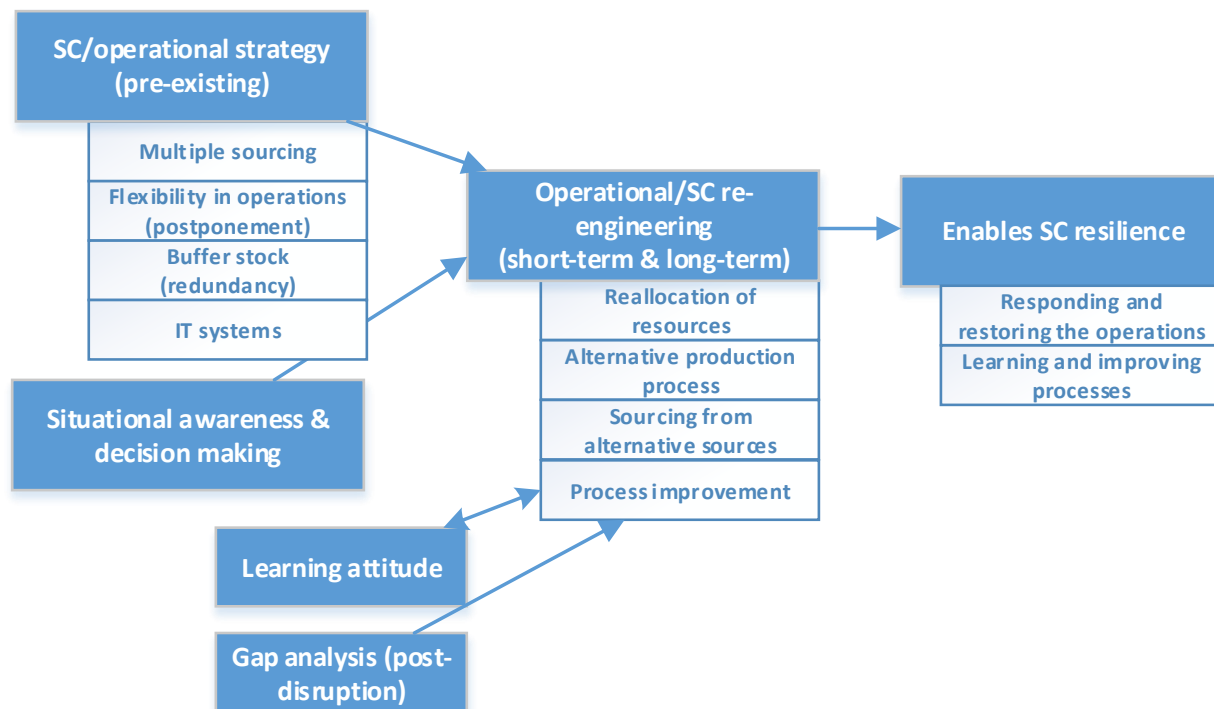 SC/operational strategy
(pre-existing)
Multiple sourcing
Flexibility in operations
(postponement)
Buffer stock
(redundancy)
IT systems
Situational awareness &
decision making
Operational/SC re-
engineering
(short-term & long-term)
Reallocation of
resources
Alternative production
process
Sourcing from
alternative sources
Process improvement
Learning attitude
Gap analysis (post-
disruption)
Enables SC resilience
Responding and
restoring the operations
Learning and improving
processes